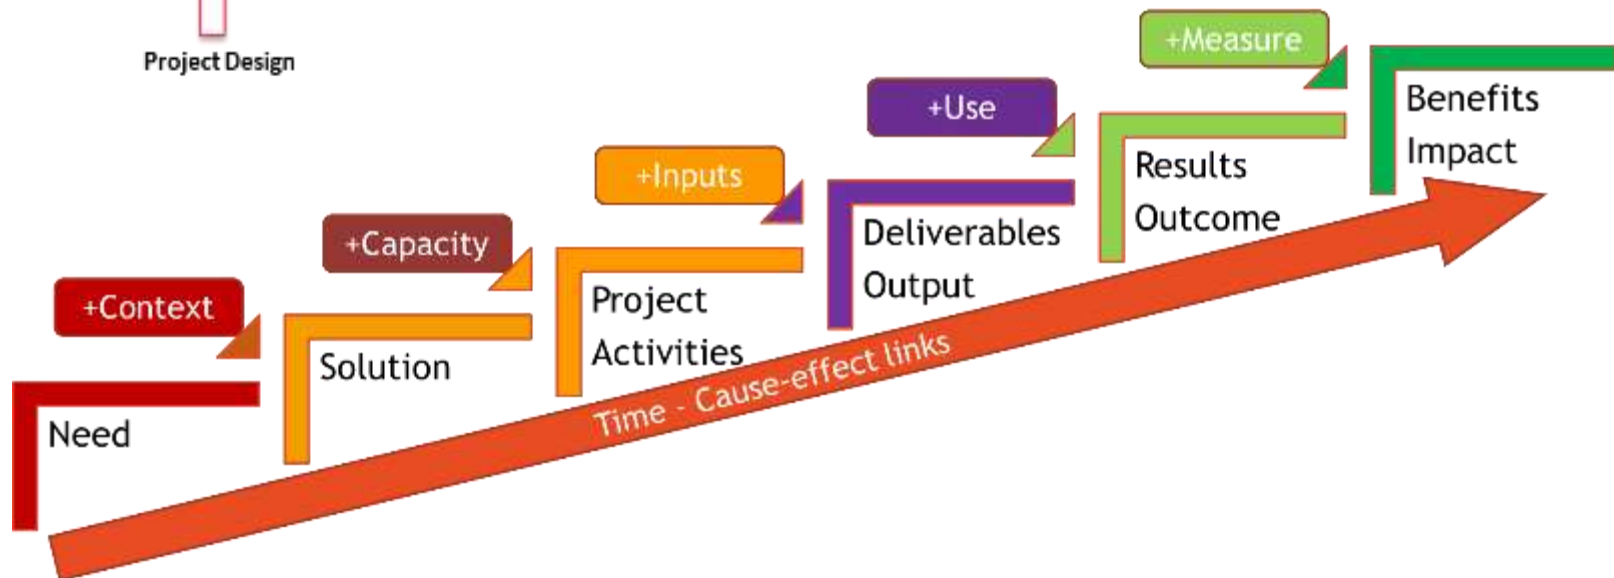 Project Design
+Context
Need
+Capacity
Solution
+Inputs
Project
Activities
+Use
Deliverables
Output
+Measure
Results
Outcome
Benefits
Impact
Time - Cause-effect links